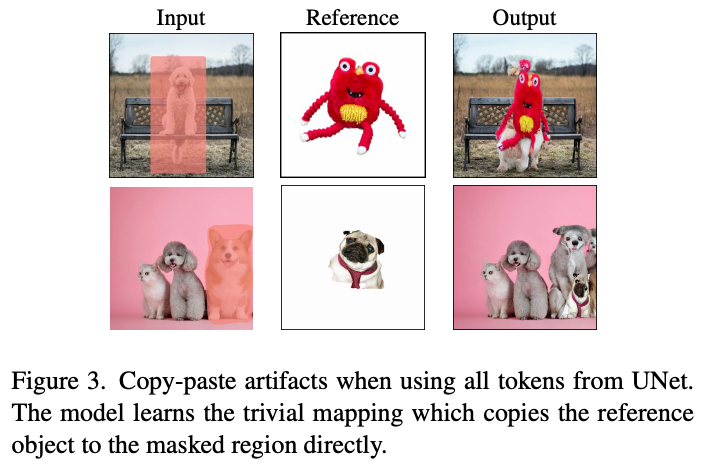 Input Reference Output
Figure 3. Copy-paste artifacts when using all tokens from UNet.
The model learns the trivial mapping which copies the reference
object to the masked region directly.